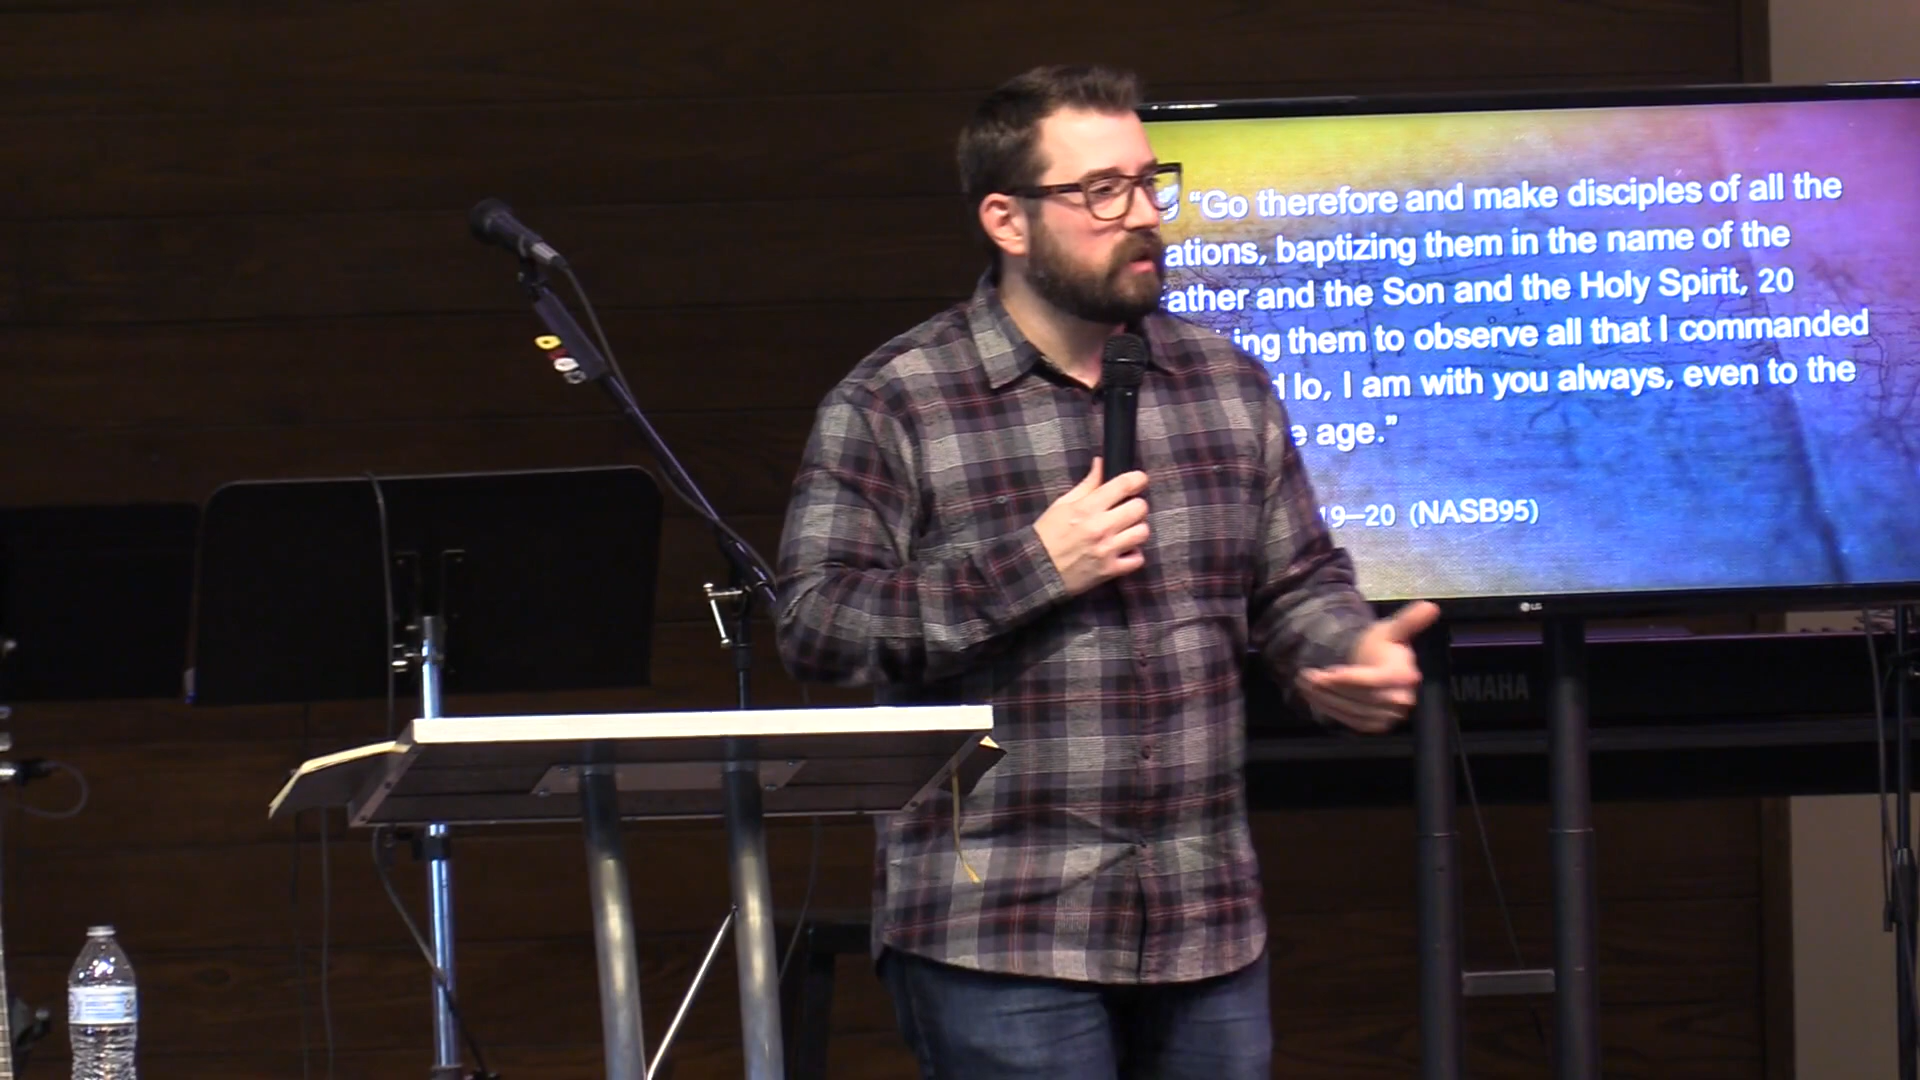 “Go therefore and make disciples of all the
ations, baptizing them in the name of the
ather and the Son and the Holy Spirit, 20
ing them to observe all that I commanded
d lo, I am with you always, even to the
e age.”
19–20 (NASB95)
LG
AMAHA